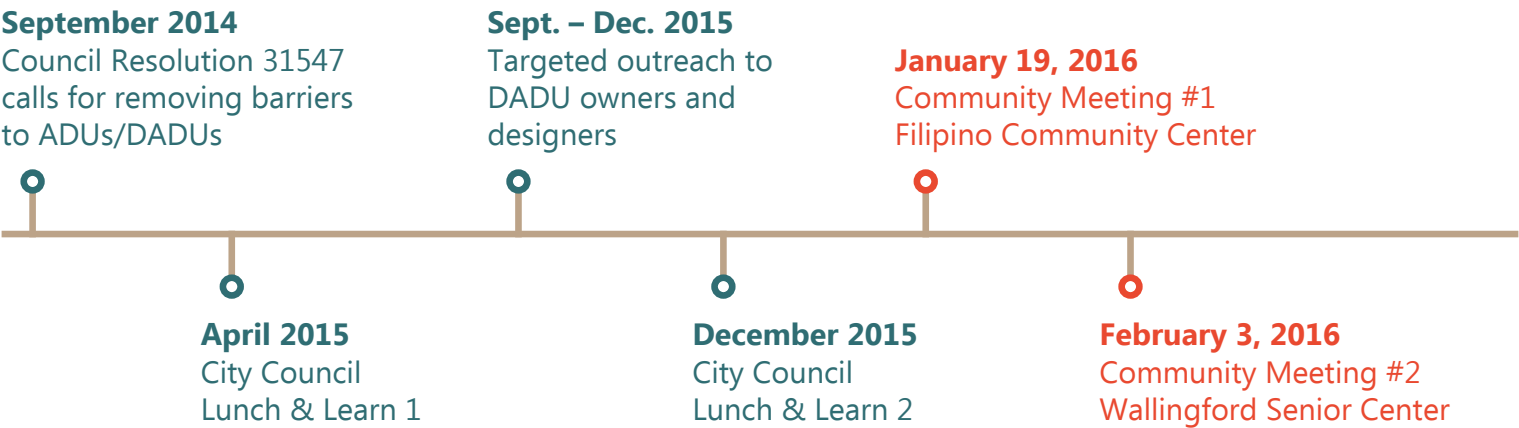 September 2014
Council Resolution 31547
calls for removing barriers
to ADUs/DADUs
Sept. – Dec. 2015
Targeted outreach to
DADU owners and
designers
January 19, 2016
Community Meeting #1
Filipino Community Center
April 2015
City Council
Lunch & Learn 1
December 2015
City Council
Lunch & Learn 2
February 3, 2016
Community Meeting #2
Wallingford Senior Center